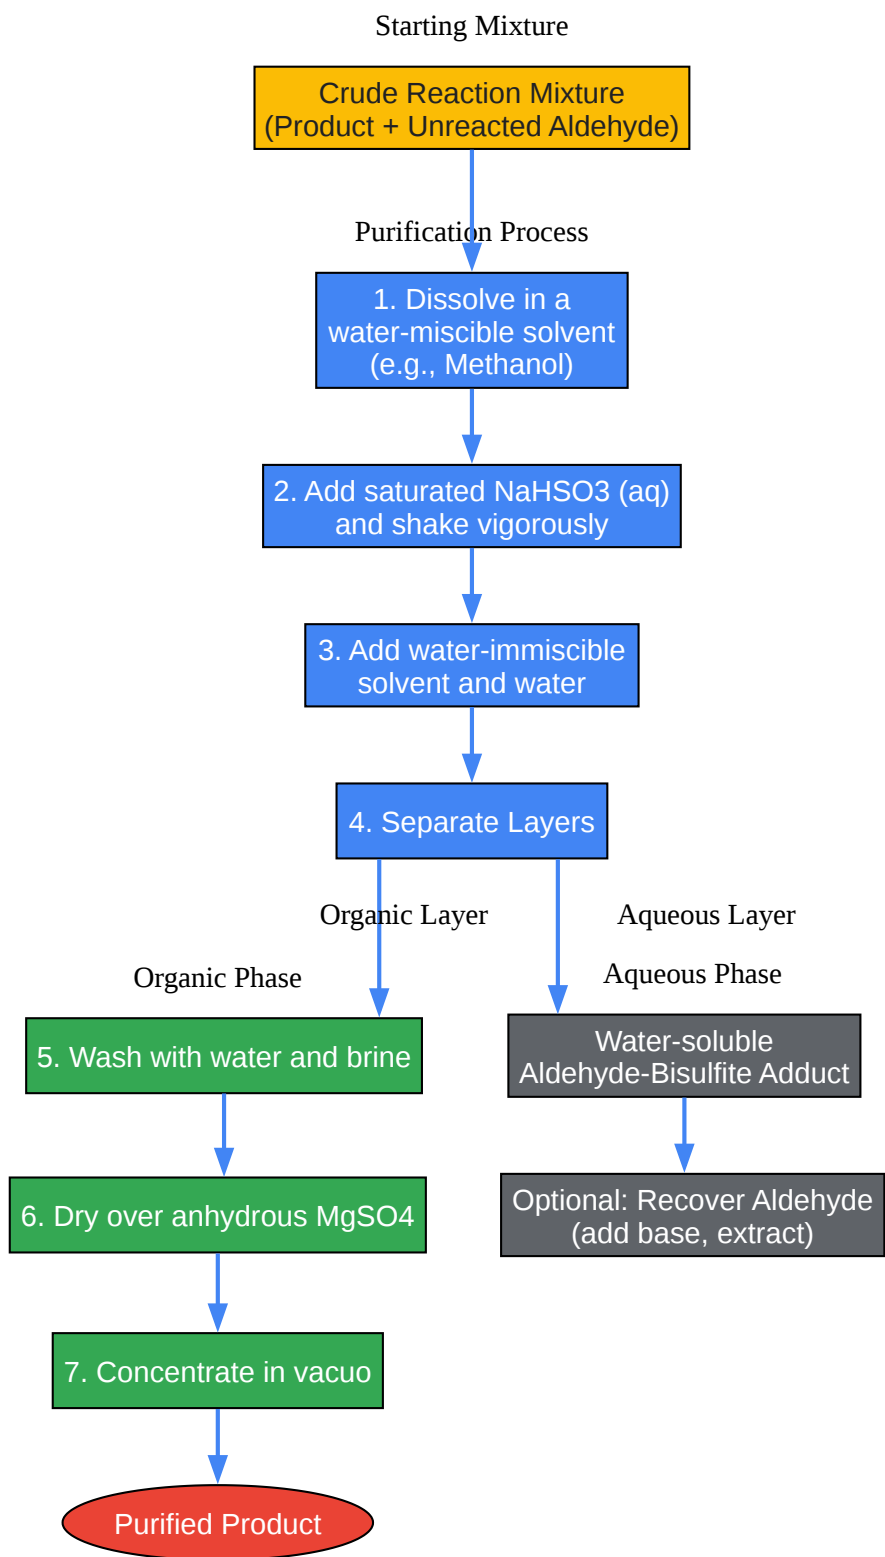 Starting Mixture
Crude Reaction Mixture
(Product + Unreacted Aldehyde)
Purification Process
1. Dissolve in a
water-miscible solvent
(e.g., Methanol)
2. Add saturated NaHSO3 (aq)
and shake vigorously
3. Add water-immiscible
solvent and water
4. Separate Layers
Organic Layer
Aqueous Layer
Organic Phase
Aqueous Phase
5. Wash with water and brine
Water-soluble
Aldehyde-Bisulfite Adduct
6. Dry over anhydrous MgSO4
Optional: Recover Aldehyde
(add base, extract)
7. Concentrate in vacuo
Purified Product